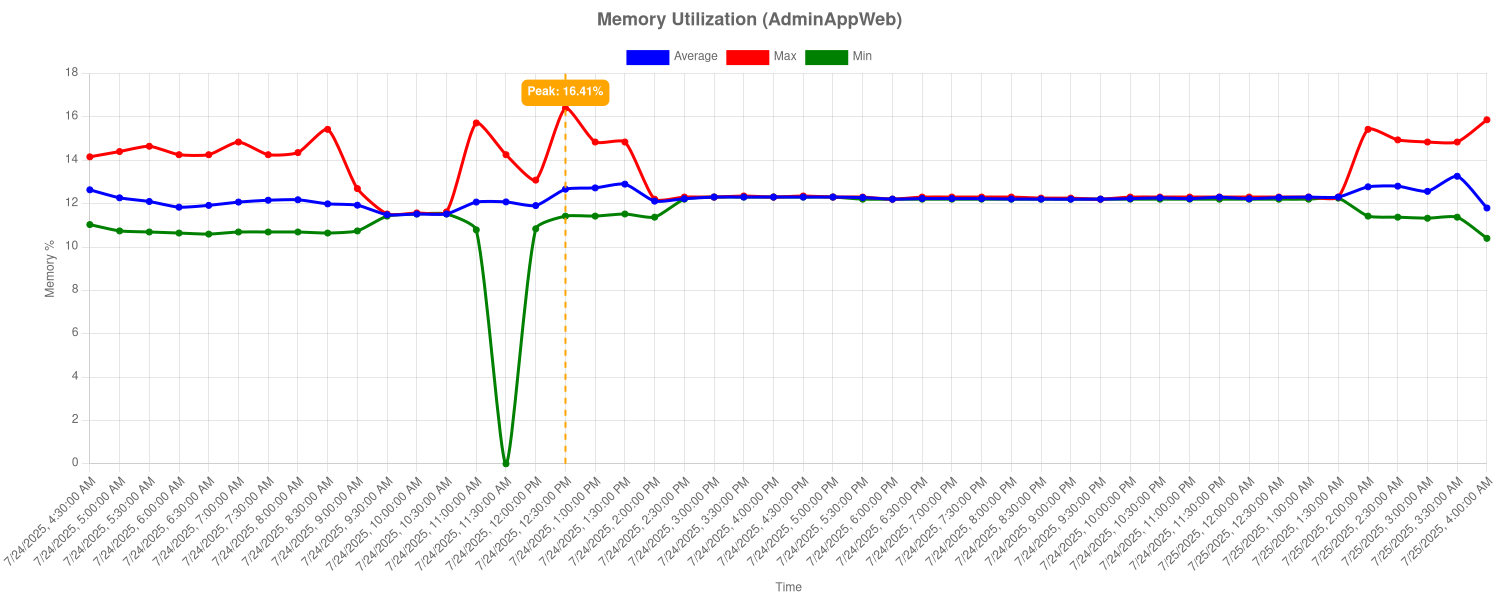 Memory Utilization (AdminAppWeb)
Average Max Min
Peak: 16.41%
18
16
14
12
10
8
6
4
2
0
Memory %
7/24/2025, 4:30:00 AM
7/24/2025, 5:00:00 AM
7/24/2025, 5:30:00 AM
7/24/2025, 6:00:00 AM
7/24/2025, 6:30:00 AM
7/24/2025, 7:00:00 AM
7/24/2025, 7:30:00 AM
7/24/2025, 8:00:00 AM
7/24/2025, 8:30:00 AM
7/24/2025, 9:00:00 AM
7/24/2025, 9:30:00 AM
7/24/2025, 10:00:00 AM
7/24/2025, 10:30:00 AM
7/24/2025, 11:00:00 AM
7/24/2025, 11:30:00 AM
7/24/2025, 12:00:00 PM
7/24/2025, 12:30:00 PM
7/24/2025, 1:00:00 PM
7/24/2025, 1:30:00 PM
7/24/2025, 2:00:00 PM
7/24/2025, 2:30:00 PM
7/24/2025, 3:00:00 PM
7/24/2025, 3:30:00 PM
7/24/2025, 4:00:00 PM
7/24/2025, 4:30:00 PM
7/24/2025, 5:00:00 PM
7/24/2025, 5:30:00 PM
7/24/2025, 6:00:00 PM
7/24/2025, 6:30:00 PM
7/24/2025, 7:00:00 PM
7/24/2025, 7:30:00 PM
7/24/2025, 8:00:00 PM
7/24/2025, 8:30:00 PM
7/24/2025, 9:00:00 PM
7/24/2025, 9:30:00 PM
7/24/2025, 10:00:00 PM
7/24/2025, 10:30:00 PM
7/24/2025, 11:00:00 PM
7/24/2025, 11:30:00 PM
7/25/2025, 12:00:00 AM
7/25/2025, 12:30:00 AM
7/25/2025, 1:00:00 AM
7/25/2025, 1:30:00 AM
7/25/2025, 2:00:00 AM
7/25/2025, 2:30:00 AM
7/25/2025, 3:00:00 AM
7/25/2025, 3:30:00 AM
7/25/2025, 4:00:00 AM
Time